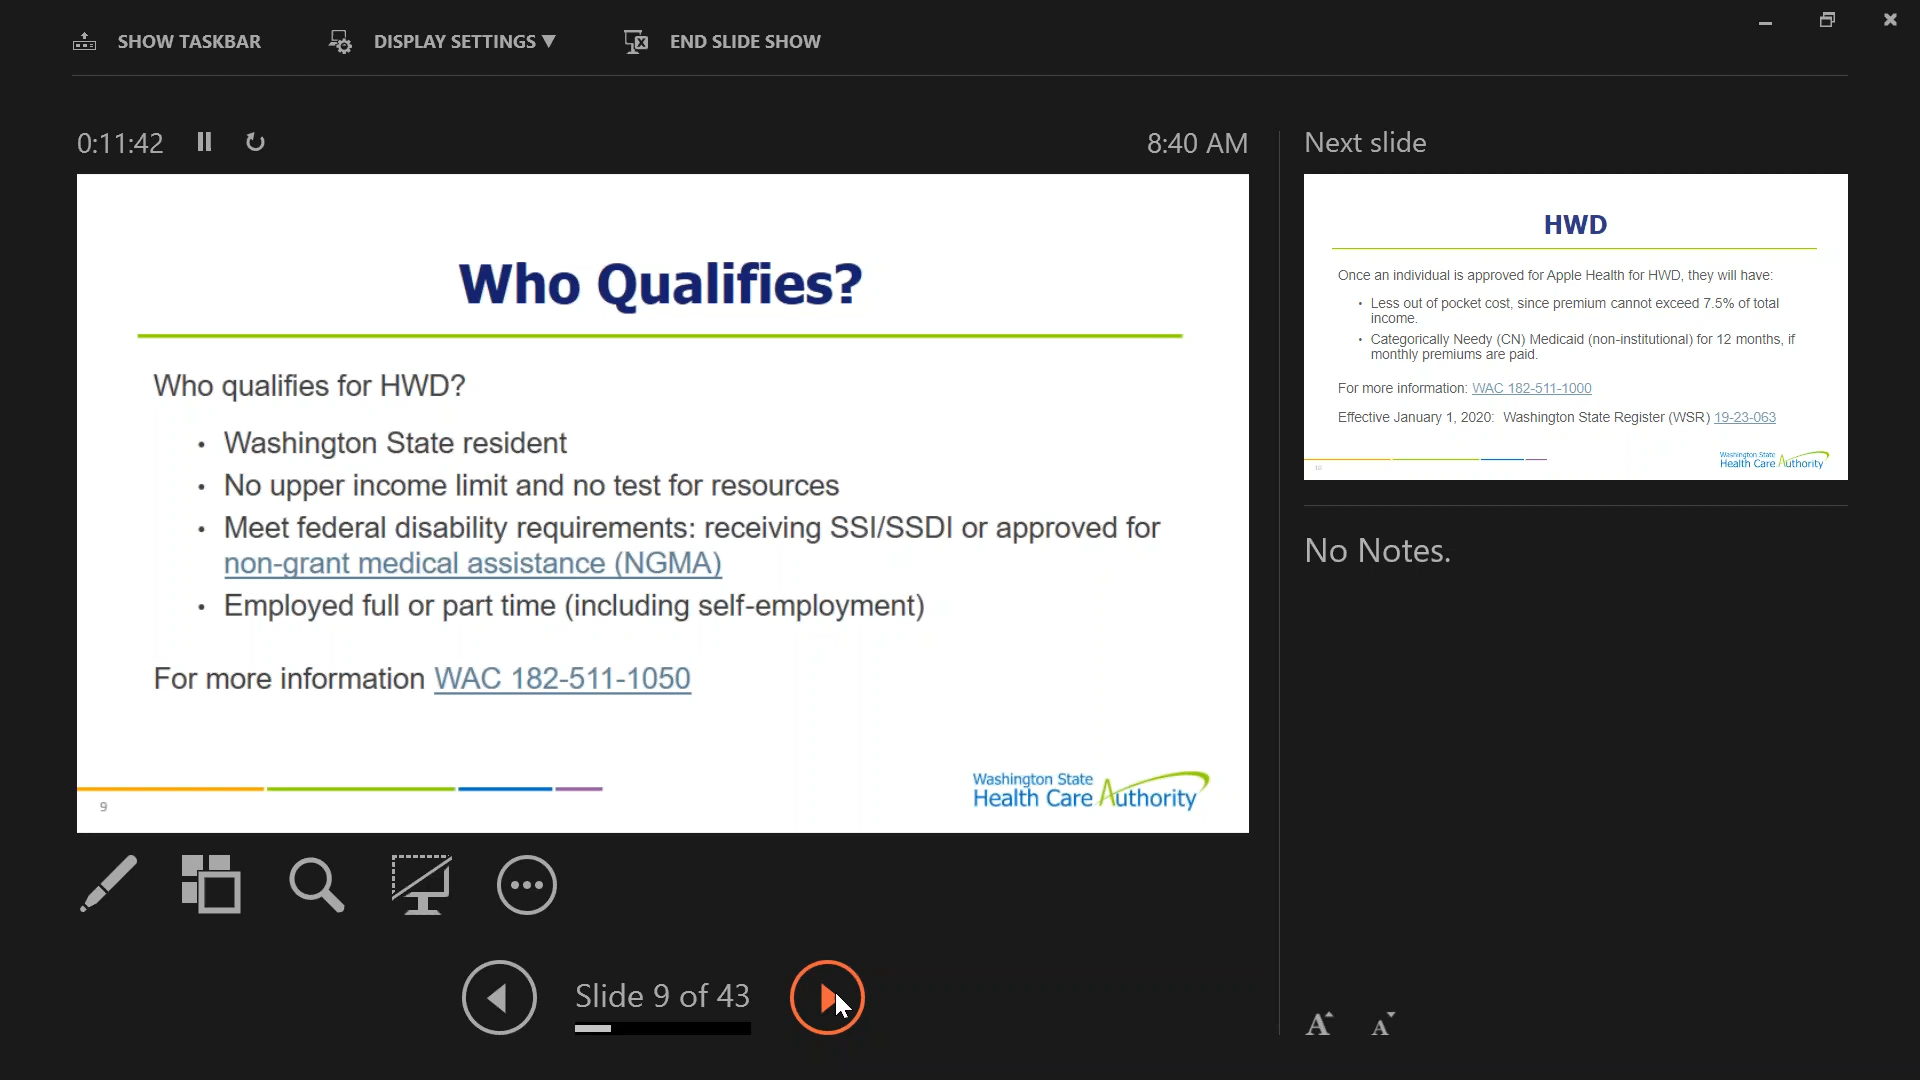 SHOW TASKBAR
DISPLAY SETTINGS ▼
END SLIDE SHOW
0:11:42
8:40 AM
Who Qualifies?
Who qualifies for HWD?
• Washington State resident
• No upper income limit and no test for resources
• Meet federal disability requirements: receiving SSI/SSDI or approved for
non-grant medical assistance (NGMA)
• Employed full or part time (including self-employment)
For more information WAC 182-511-1050
9
Washington State
Health Care Authority
Slide 9 of 43
Next slide
HWD
Once an individual is approved for Apple Health for HWD, they will have:
• Less out of pocket cost, since premium cannot exceed 7.5% of total
income.
• Categorically Needy (CN) Medicaid (non-institutional) for 12 months, if
monthly premiums are paid.
For more information: WAC 182-511-1000
Effective January 1, 2020: Washington State Register (WSR) 19-23-063
10
Washington State
Health Care Authority
No Notes.
A A